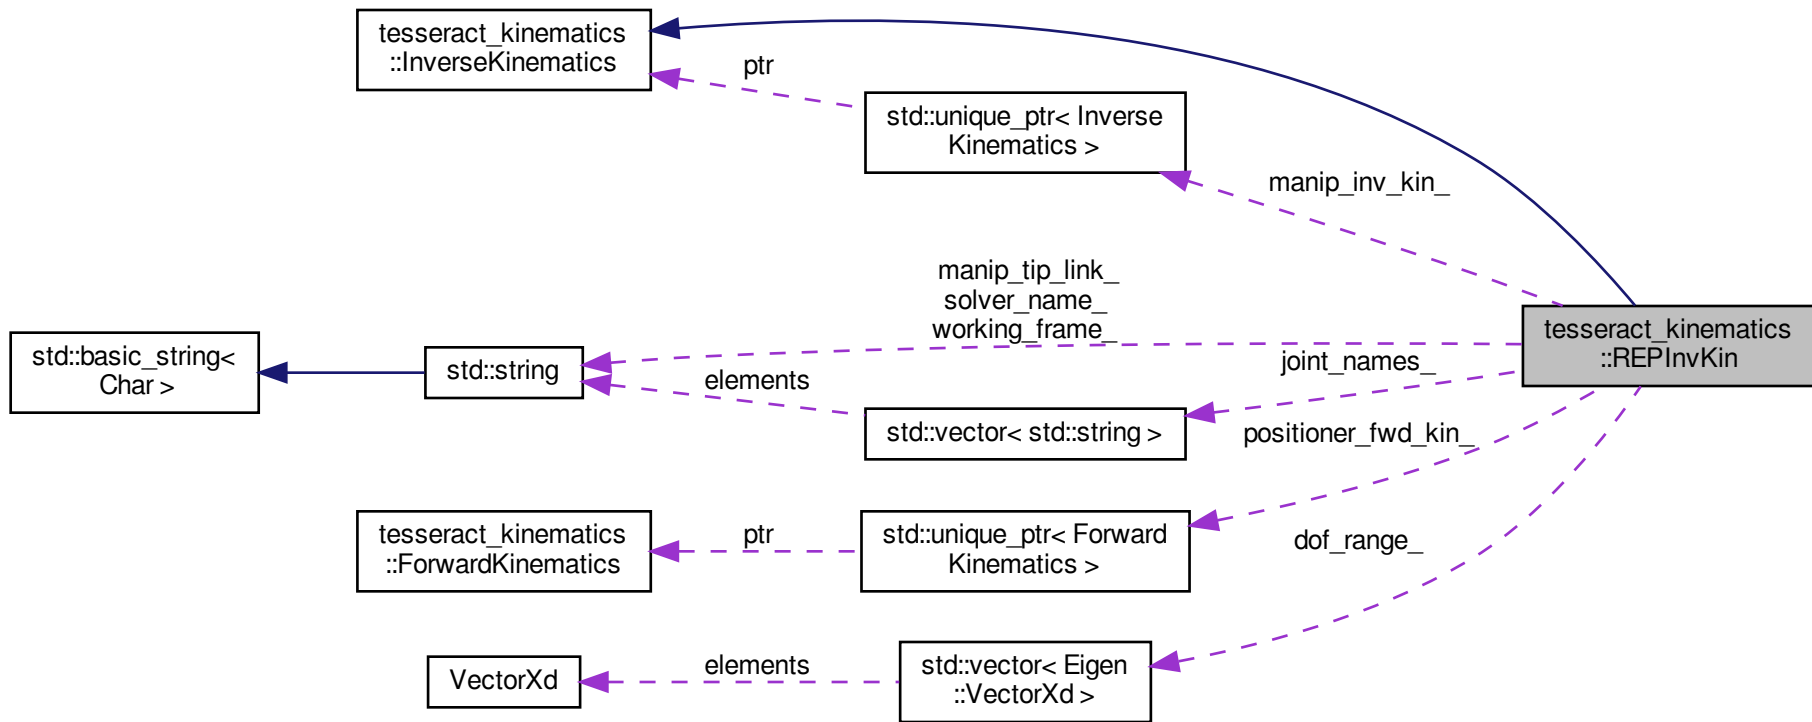 tesseract_kinematics
::InverseKinematics
ptr
std::unique_ptr< Inverse
Kinematics >
manip_inv_kin_
manip_tip_link_
solver_name_
working_frame_
tesseract_kinematics
::REPInvKin
std::basic_string<
Char >
std::string
elements
joint_names_
std::vector< std::string >
positioner_fwd_kin_
tesseract_kinematics
::ForwardKinematics
ptr
std::unique_ptr< Forward
Kinematics >
dof_range_
VectorXd
elements
std::vector< Eigen
::VectorXd >